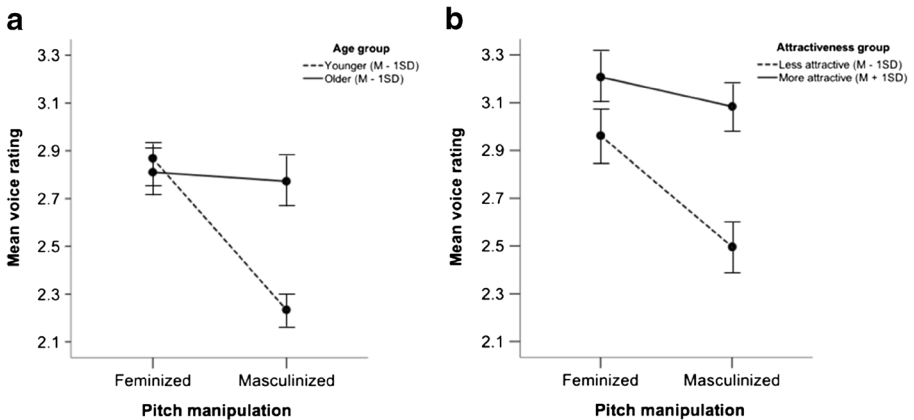 a
Age group
Younger (M - 1SD)
Older (M - 1SD)
Mean voice rating
3.3
3.1
2.9
2.7
2.5
2.3
2.1
Feminized Masculinized
Pitch manipulation
b
Attractiveness group
Less attractive (M - 1SD)
More attractive (M + 1SD)
Mean voice rating
3.3
3.1
2.9
2.7
2.5
2.3
2.1
Feminized Masculinized
Pitch manipulation